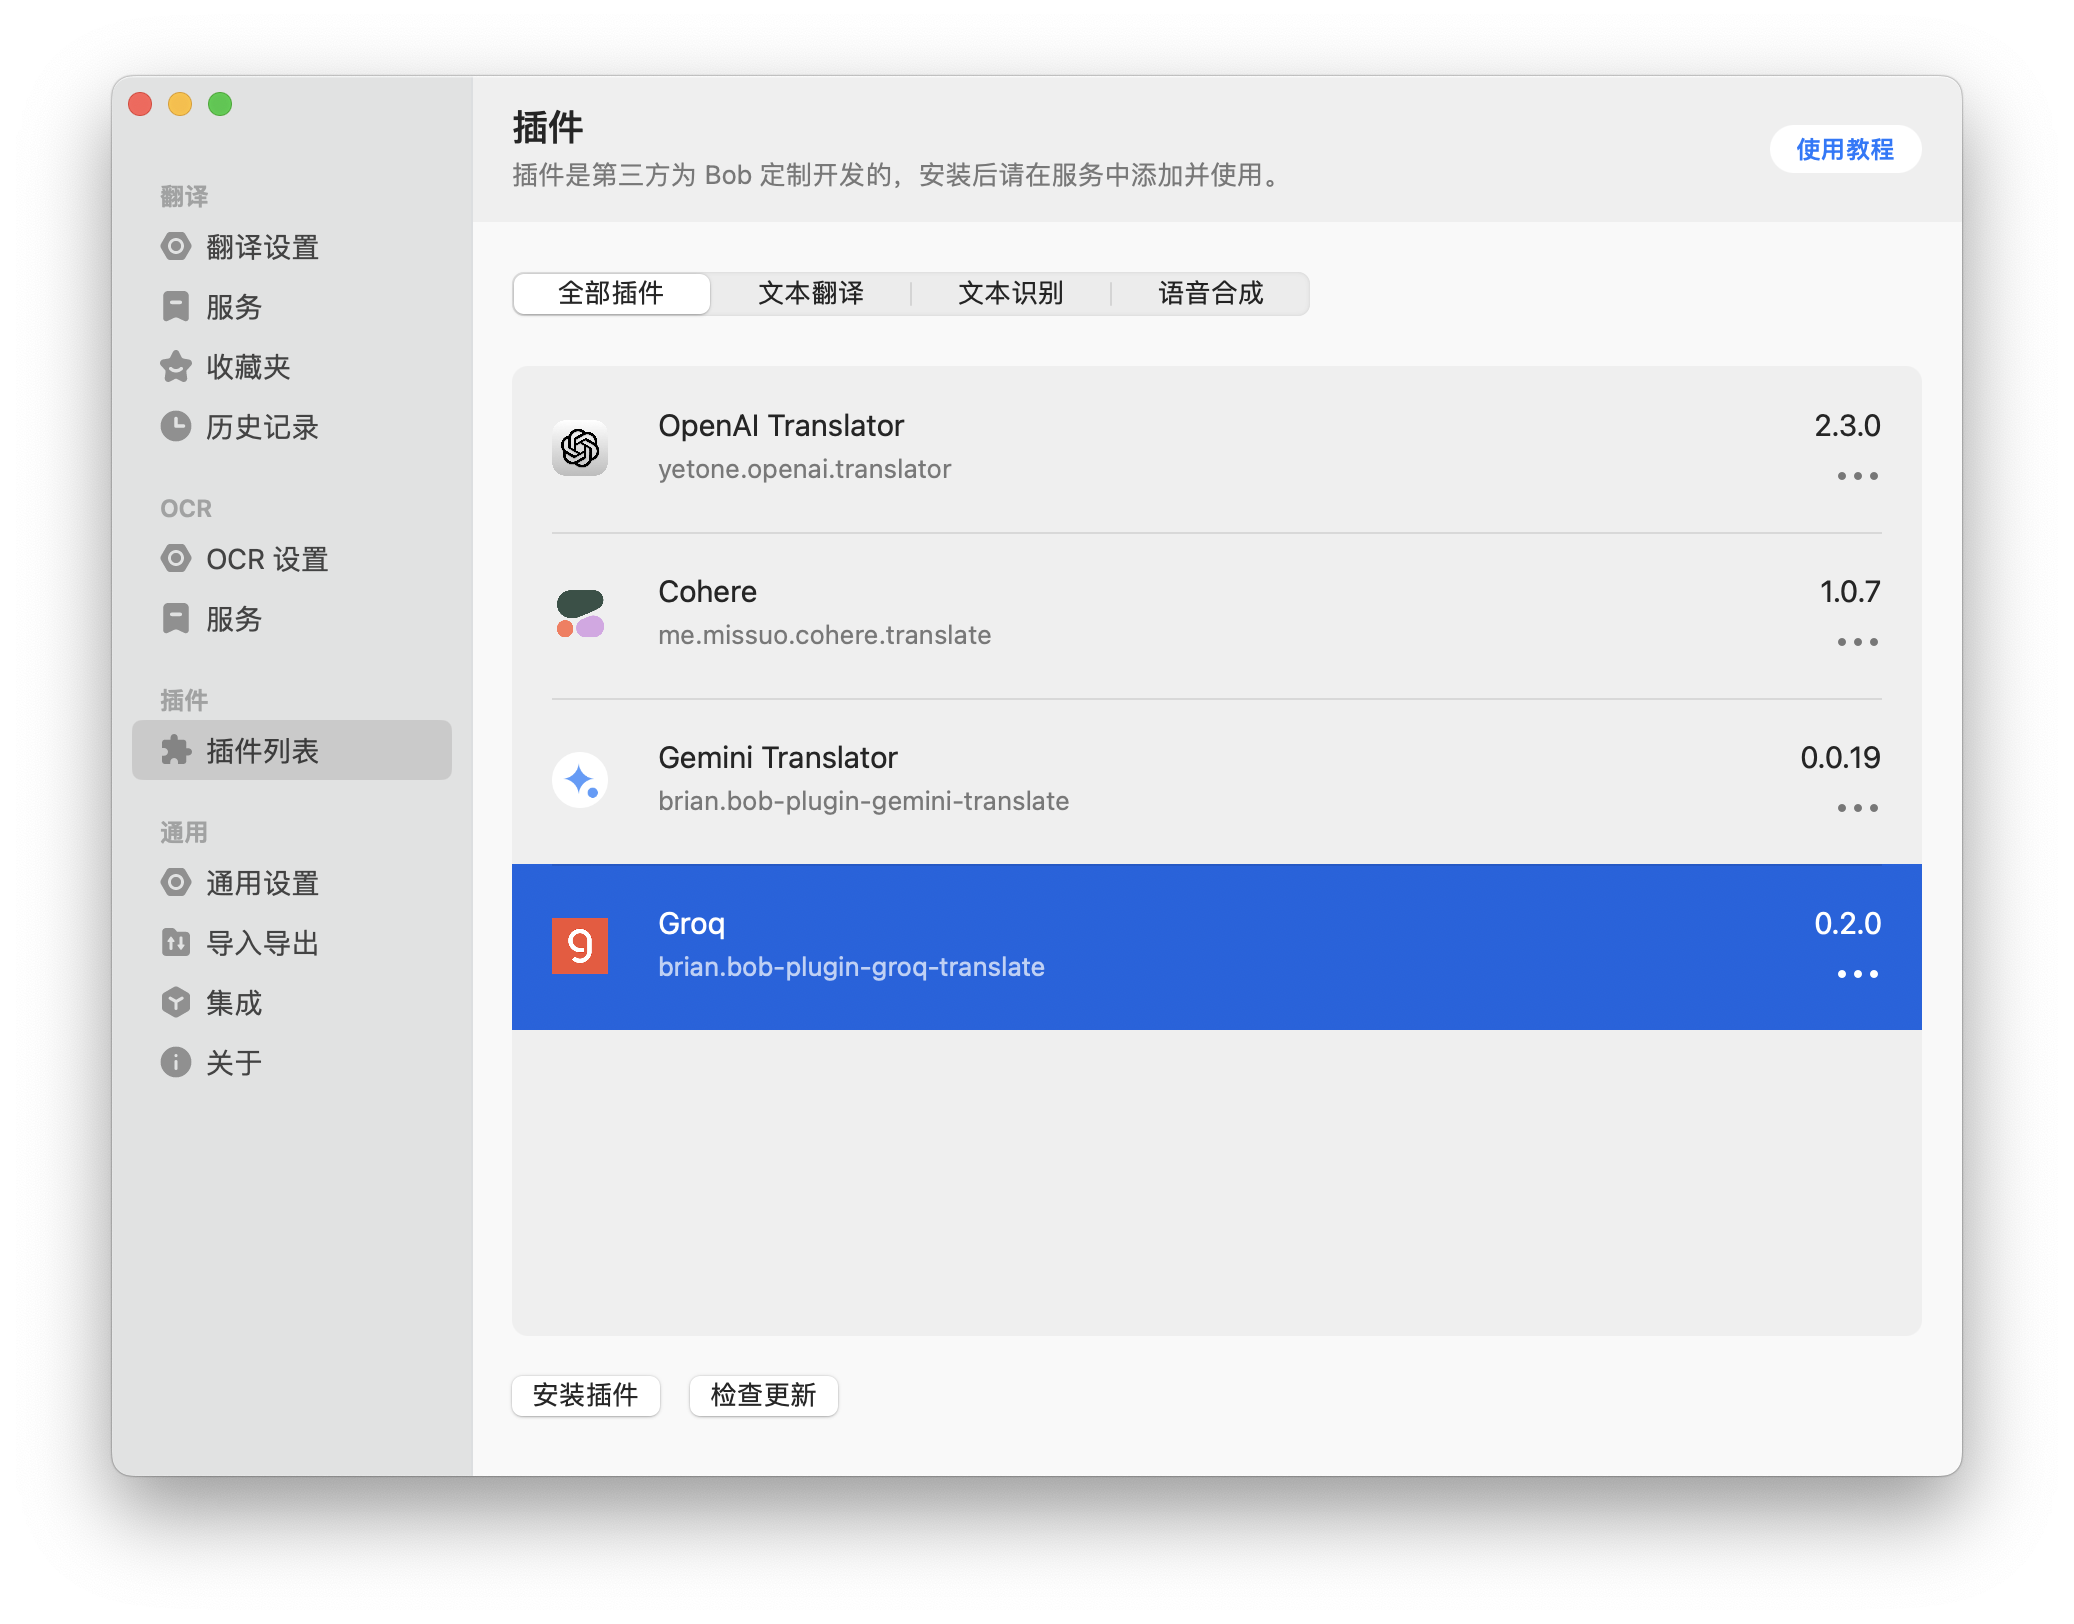 翻译
翻译设置
服务
收藏夹
历史记录
OCR
OCR 设置
服务
插件
插件列表
通用
通用设置
导入导出
集成
关于
插件
插件是第三方为 Bob 定制开发的，安装后请在服务中添加并使用。
使用教程
全部插件 文本翻译 文本识别 语音合成
OpenAI Translator 2.3.0
yetone.openai.translator
Cohere 1.0.7
me.missuo.cohere.translate
Gemini Translator 0.0.19
brian.bob-plugin-gemini-translate
Groq 0.2.0
brian.bob-plugin-groq-translate
安装插件 检查更新